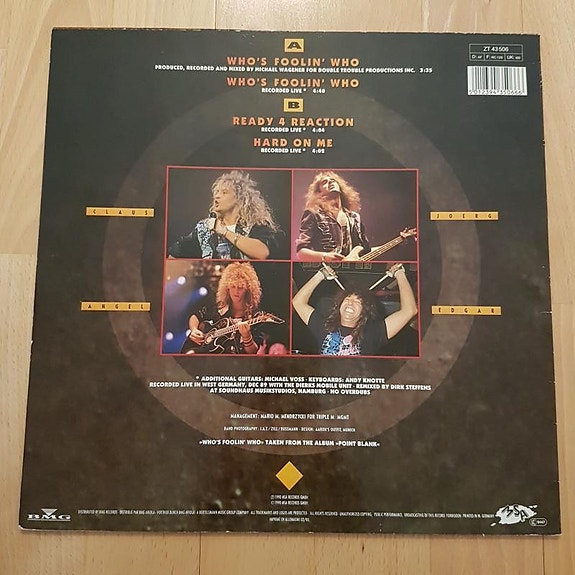 A
WHO'S FOOLIN' WHO
PRODUCED, RECORDED AND MIXED BY MICHAEL WAGENER FOR DOUBLE TROUBLE PRODUCTIONS INC. 3:35
WHO'S FOOLIN' WHO
RECORDED LIVE* 4:48
B
READY 4 REACTION
RECORDED LIVE* 4:04
HARD ON ME
RECORDED LIVE* 4:02
ZT 43506
5 012394 350666
CLAUS
JOERG
ANGEL
EDGAR
* ADDITIONAL GUITARS: MICHAEL VOSS · KEYBOARDS: ANDY KNOTTE
RECORDED LIVE IN WEST GERMANY, DEC 89 WITH THE DIERKS MOBILE UNIT · REMIXED BY DIRK STEFFENS
AT SOUNDHAUS MUSIKSTUDIOS, HAMBURG · NO OVERDUBS
MANAGEMENT: MARIO M. MENDRZYCKI FOR TRIPLE M MGMT
»WHO'S FOOLIN' WHO« TAKEN FROM THE ALBUM »POINT BLANK«
BMG